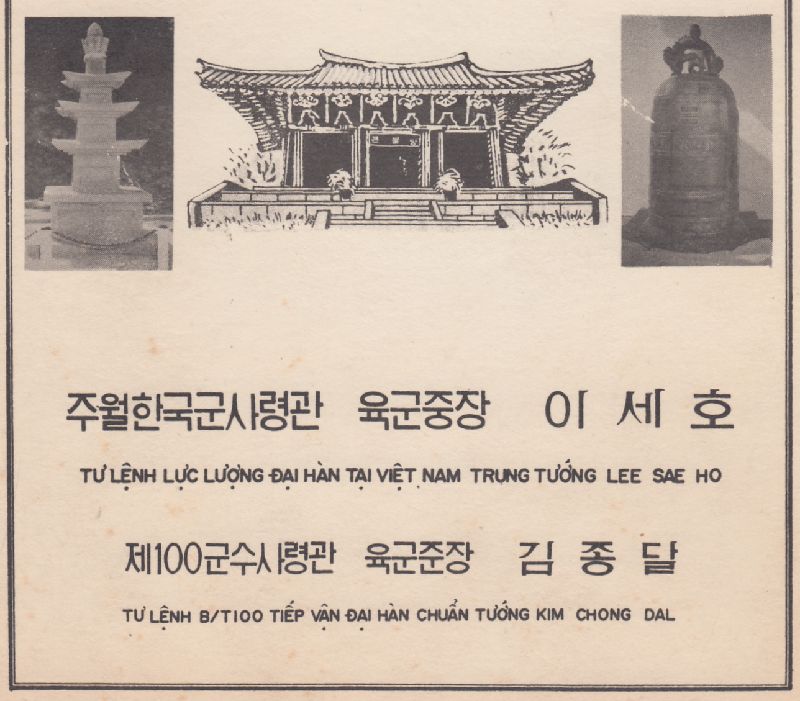 주월한국군사령관 육군중장 이세호
TƯ LỆNH LỰC LƯỢNG ĐẠI HÀN TẠI VIỆT NAM TRUNG TƯỚNG LEE SAE HO
제100군수사령관 육군준장 김종달
TƯ LỆNH B/T100 TIẾP VẬN ĐẠI HÀN CHUẨN TƯỚNG KIM CHONG DAL